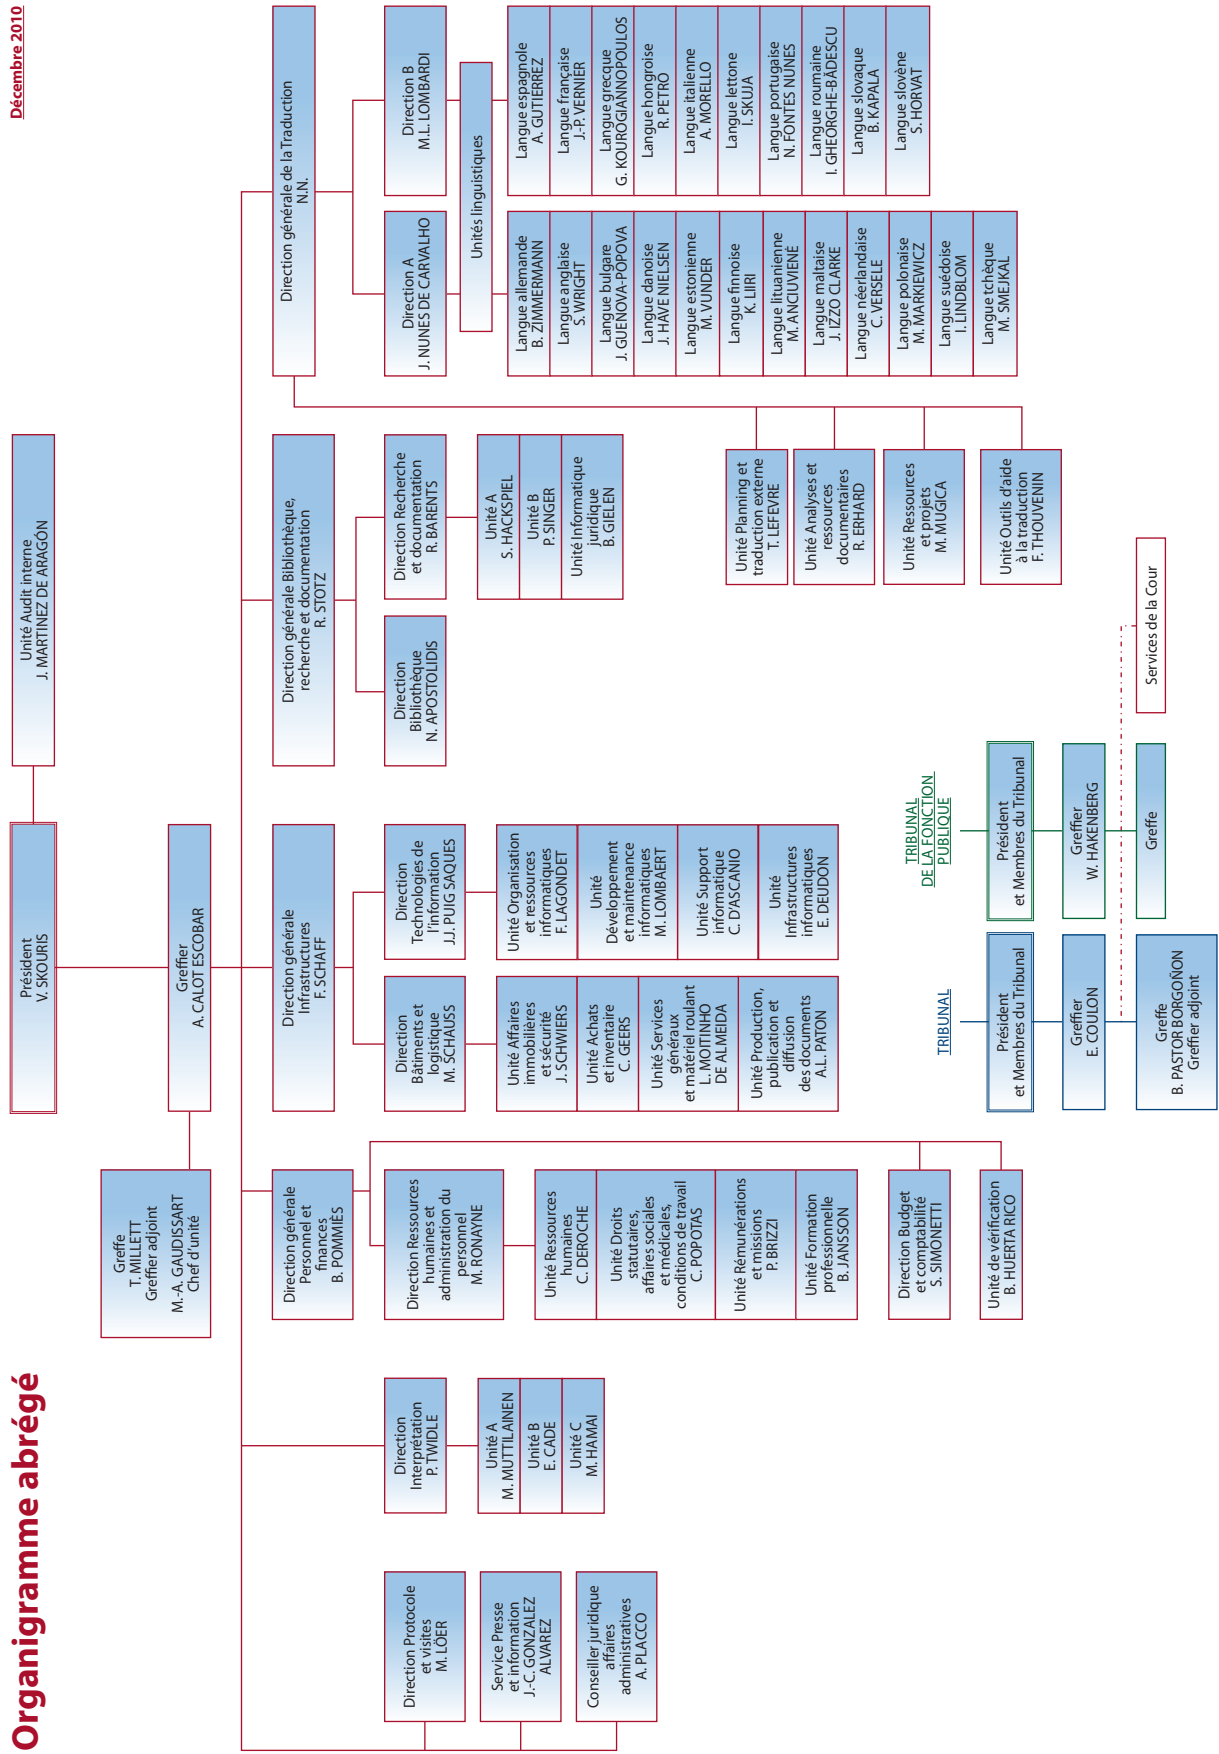 Organigramme abrégé
Décembre 2010
Président
V. SKOURIS
Unité Audit interne
J. MARTINEZ DE ARAGÓN
Greffe
T. MILLETT
Greffier adjoint
M.-A. GAUDISSART
Chef d'unité
Greffier
A. CALOT ESCOBAR
Direction Protocole
et visites
M. LÖER
Service Presse
et information
J.-C. GONZALEZ
ALVAREZ
Conseiller juridique
affaires
administratives
A. PLACCO
Direction
Interprétation
P. TWIDLE
Unité A
M. MUTTILAINEN
Unité B
E. CADE
Unité C
M. HAMAI
Direction générale
Personnel et
finances
B. POMMIÈS
Direction Ressources
humaines et
administration du
personnel
M. RONAYNE
Unité Ressources
humaines
C. DEROCHE
Unité Droits
statutaires,
affaires sociales
et médicales,
conditions de travail
C. POPOTAS
Unité Rémunérations
et missions
P. BRIZZI
Unité Formation
professionnelle
B. JANSSON
Direction Budget
et comptabilité
S. SIMONETTI
Unité de vérification
B. HUERTA RICO
Direction générale
Infrastructures
F. SCHAFF
Direction
Bâtiments et
logistique
M. SCHAUSS
Unité Affaires
immobilières
et sécurité
J. SCHWIERS
Unité Achats
et inventaire
C. GEERS
Unité Services
généraux
et matériel roulant
L. MOITINHO
DE ALMEIDA
Unité Production,
publication et
diffusion
des documents
A.L. PATON
Direction
Technologies de
l'information
J.J. PUIG SAQUES
Unité Organisation
et ressources
informatiques
F. LAGONDET
Unité
Développement
et maintenance
informatiques
M. LOMBAERT
Unité Support
informatique
C. D'ASCANIO
Unité
Infrastructures
informatiques
E. DEUDON
Direction générale Bibliothèque,
recherche et documentation
R. STOTZ
Direction
Bibliothèque
N. APOSTOLIDIS
Direction Recherche
et documentation
R. BARENTS
Unité A
S. HACKSPIEL
Unité B
P. SINGER
Unité Informatique
juridique
B. GIELEN
Direction générale de la Traduction
N.N.
Direction A
J. NUNES DE CARVALHO
Direction B
M.L. LOMBARDI
Unités linguistiques
Langue allemande
B. ZIMMERMANN
Langue anglaise
S. WRIGHT
Langue bulgare
J. GUENOVA-POPOVA
Langue danoise
J. HAVE NIELSEN
Langue estonienne
M. VUNDER
Langue finnoise
K. LIIRI
Langue lituanienne
M. ANCIUVIENĖ
Langue maltaise
J. IZZO CLARKE
Langue néerlandaise
C. VERSELE
Langue polonaise
M. MARKIEWICZ
Langue suédoise
I. LINDBLOM
Langue tchèque
M. SMEJKAL
Langue espagnole
A. GUTIERREZ
Langue française
J.-P. VERNIER
Langue grecque
G. KOUROGIANNOPOULOS
Langue hongroise
R. PETRO
Langue italienne
A. MORELLO
Langue lettone
I. SKUJA
Langue portugaise
N. FONTES NUNES
Langue roumaine
I. GHEORGHE-BĂDESCU
Langue slovaque
B. KAPALA
Langue slovène
S. HORVAT
Unité Planning et
traduction externe
T. LEFEVRE
Unité Analyses et
ressources
documentaires
R. ERHARD
Unité Ressources
et projets
M. MUGICA
Unité Outils d'aide
à la traduction
F. THOUVENIN
TRIBUNAL
Président
et Membres du Tribunal
Greffier
E. COULON
Greffe
B. PASTOR BORGOÑON
Greffier adjoint
TRIBUNAL
DE LA FONCTION
PUBLIQUE
Président
et Membres du Tribunal
Greffier
W. HAKENBERG
Greffe
Services de la Cour